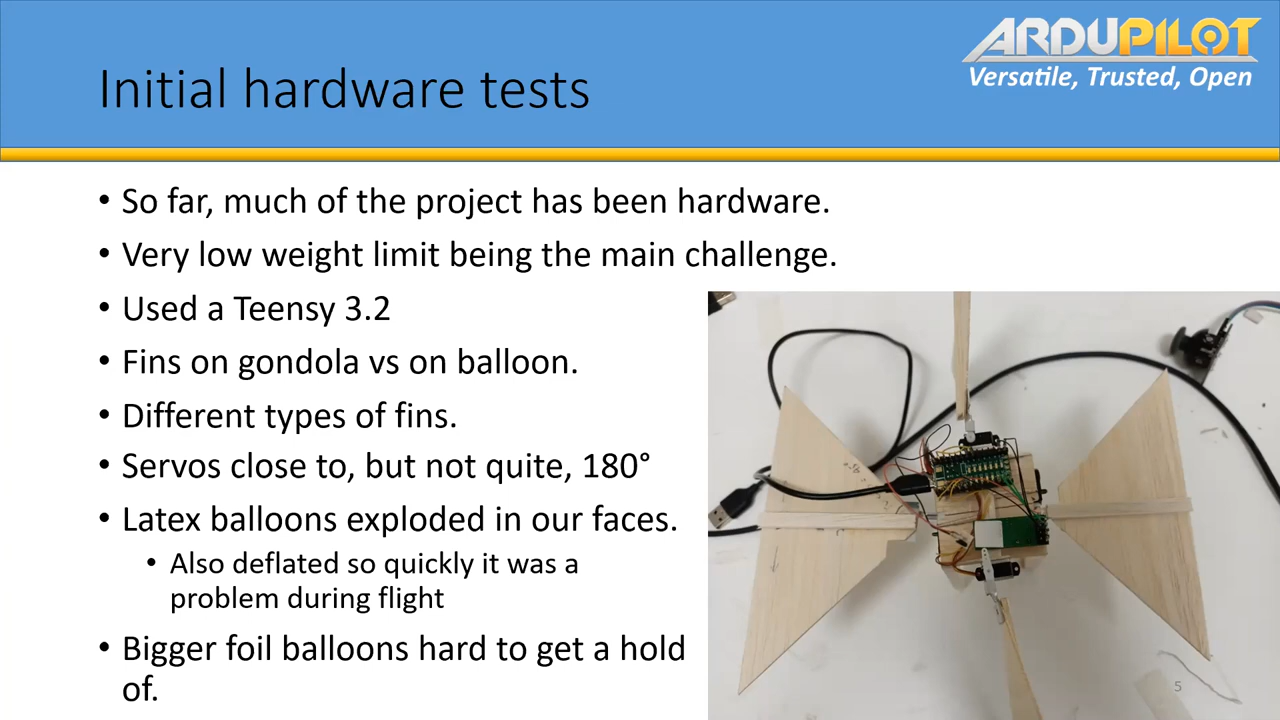 ARDUPILOT
Versatile, Trusted, Open
Initial hardware tests
• So far, much of the project has been hardware.
• Very low weight limit being the main challenge.
• Used a Teensy 3.2
• Fins on gondola vs on balloon.
• Different types of fins.
• Servos close to, but not quite, 180°
• Latex balloons exploded in our faces.
• Also deflated so quickly it was a
problem during flight
• Bigger foil balloons hard to get a hold
of.
5